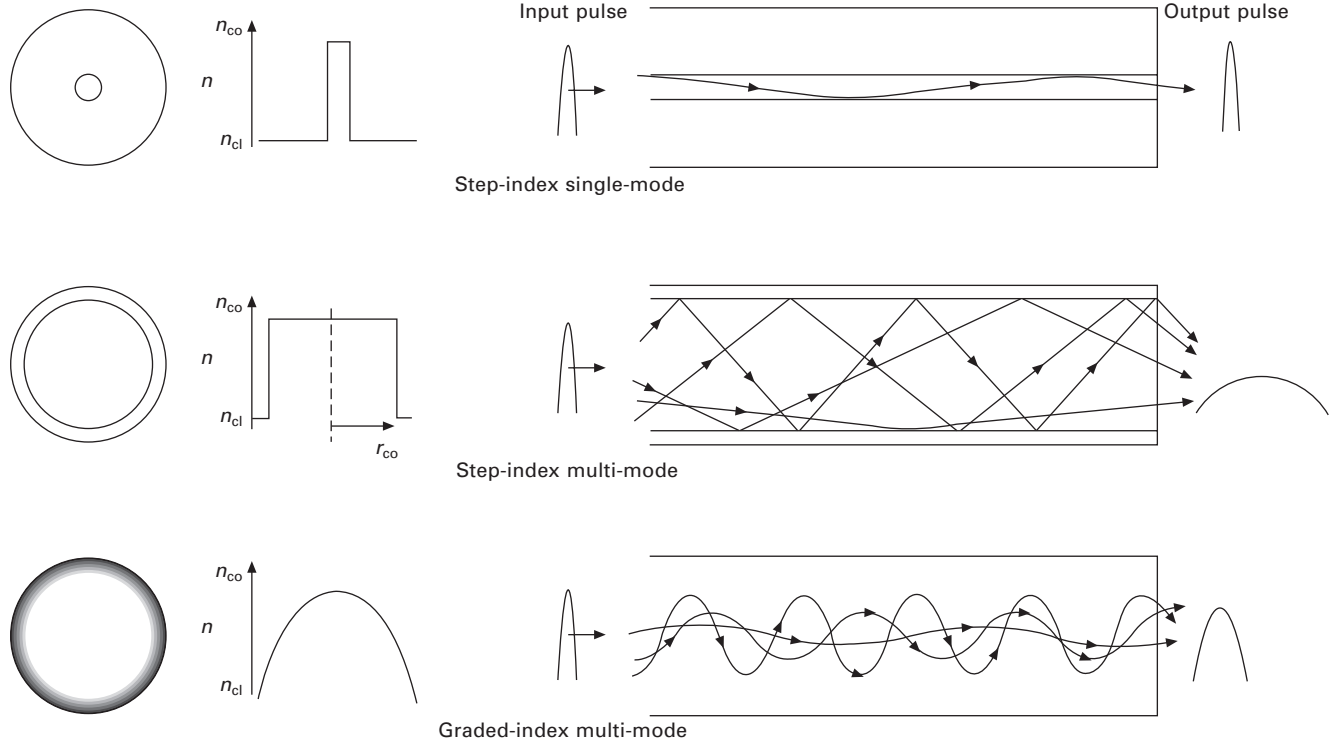 Input pulse
Output pulse
n_co
n
n_cl
Step-index single-mode
n_co
n
n_cl
r_co
Step-index multi-mode
n_co
n
n_cl
Graded-index multi-mode